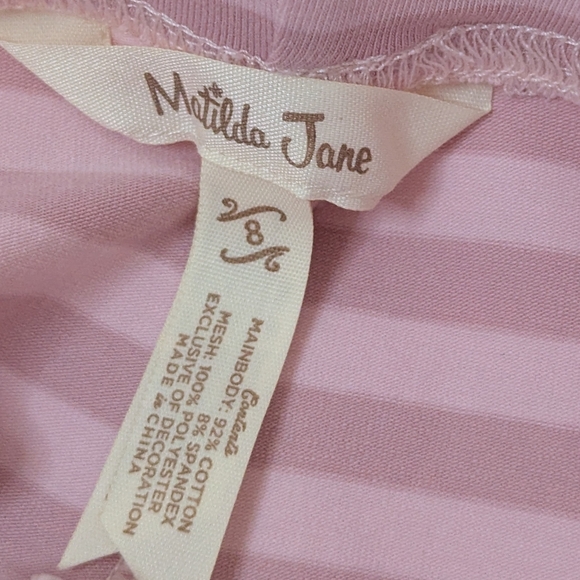 Matilda Jane
8
Contents
MAINBODY: 92% COTTON
8% SPANDEX
MESH: 100% POLYESTER
EXCLUSIVE OF DECORATION
MADE IN CHINA